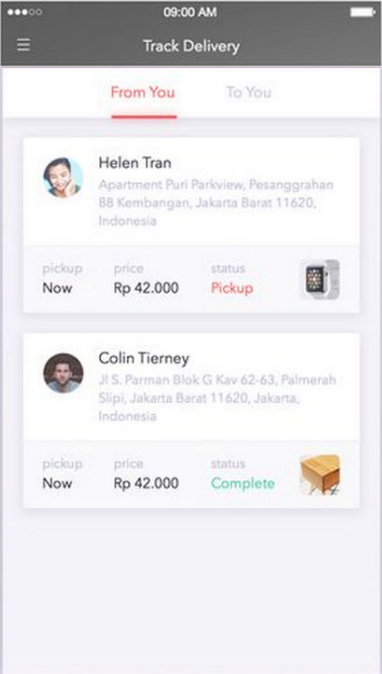 09:00 AM
Track Delivery
From You To You
Helen Tran
Apartment Puri Parkview, Pesanggrahan
88 Kembangan, Jakarta Barat 11620,
Indonesia
pickup price status
Now Rp 42.000 Pickup
Colin Tierney
Jl S. Parman Blok G Kav 62-63, Palmerah
Slipi, Jakarta Barat 11620, Jakarta,
Indonesia
pickup price status
Now Rp 42.000 Complete